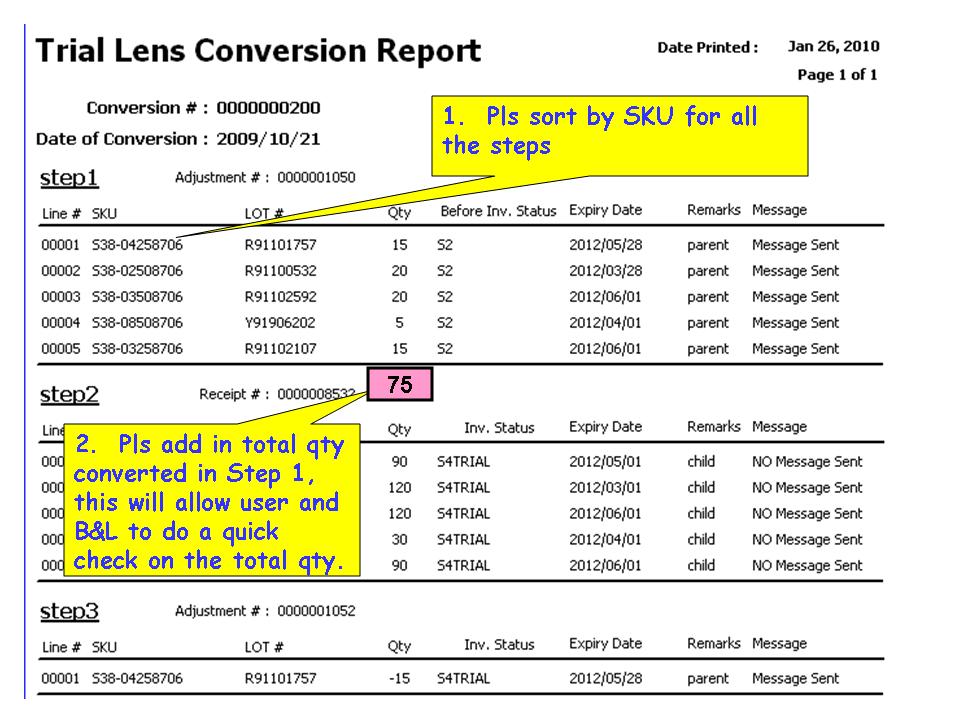 Trial Lens Conversion Report
Date Printed : Jan 26, 2010
Page 1 of 1
Conversion # : 0000000200
Date of Conversion : 2009/10/21
1. Pls sort by SKU for all
the steps
step1 Adjustment # : 0000001050
Line # SKU LOT # Qty Before Inv. Status Expiry Date Remarks Message
00001 S38-04258706 R91101757 15 S2 2012/05/28 parent Message Sent
00002 S38-02508706 R91100532 20 S2 2012/03/28 parent Message Sent
00003 S38-03508706 R91102592 20 S2 2012/06/01 parent Message Sent
00004 S38-08508706 Y91906202 5 S2 2012/04/01 parent Message Sent
00005 S38-03258706 R91102107 15 S2 2012/06/01 parent Message Sent
75
step2 Receipt # : 0000008532
2. Pls add in total qty
converted in Step 1,
this will allow user and
B&L to do a quick
check on the total qty.
Qty Inv. Status Expiry Date Remarks Message
90 S4TRIAL 2012/05/01 child NO Message Sent
120 S4TRIAL 2012/03/01 child NO Message Sent
120 S4TRIAL 2012/06/01 child NO Message Sent
30 S4TRIAL 2012/04/01 child NO Message Sent
90 S4TRIAL 2012/06/01 child NO Message Sent
step3 Adjustment # : 0000001052
Line # SKU LOT # Qty Inv. Status Expiry Date Remarks Message
00001 S38-04258706 R91101757 -15 S4TRIAL 2012/05/28 parent Message Sent